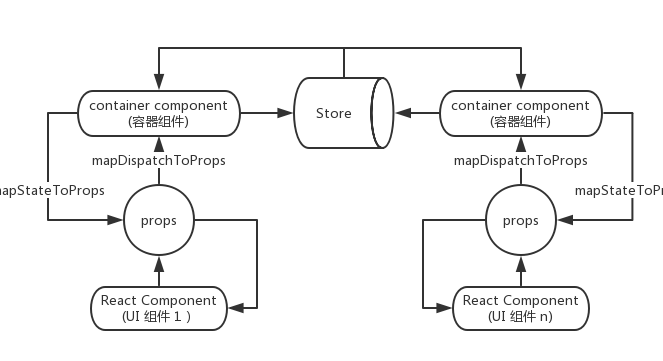 container component
(容器组件)
Store
container component
(容器组件)
mapDispatchToProps
mapDispatchToProps
apStateToProps
mapStateToPr
props
props
React Component
(UI 组件 1 )
React Component
(UI 组件 n)